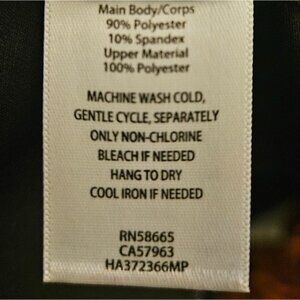 Main Body/Corps
90% Polyester
10% Spandex
Upper Material
100% Polyester
MACHINE WASH COLD,
GENTLE CYCLE, SEPARATELY
ONLY NON-CHLORINE
BLEACH IF NEEDED
HANG TO DRY
COOL IRON IF NEEDED
RN58665
CA57963
HA372366MP